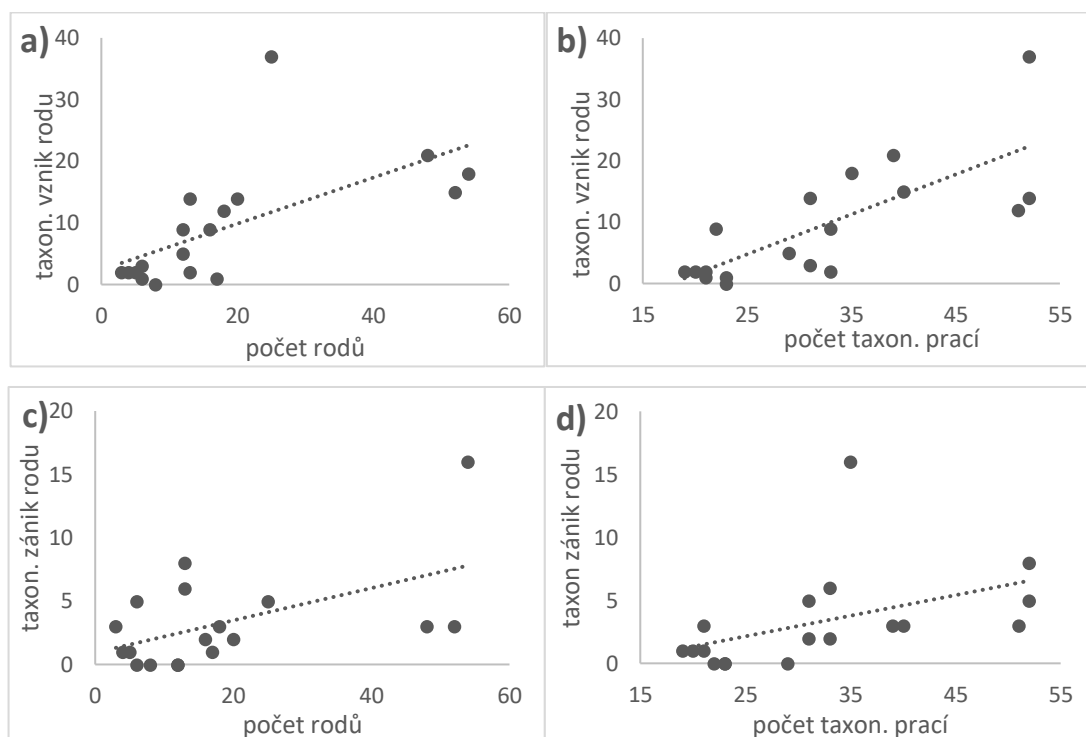 a)
taxon. vznik rodu
40
30
20
10
0
0 20 40 60
počet rodů
b)
taxon. vznik rodu
40
30
20
10
0
15 25 35 45 55
počet taxon. prací
c)
taxon. zánik rodu
20
15
10
5
0
0 20 40 60
počet rodů
d)
taxon zánik rodu
20
15
10
5
0
15 25 35 45 55
počet taxon. prací